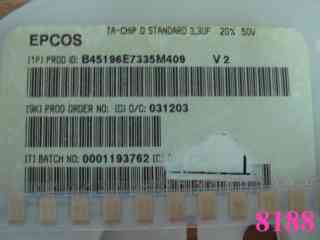 TA-CHIP D STANDARD 3,3UF 20% 50V
EPCOS
(1P) PROD ID: B45196E7335M409 V 2
(9K) PROD ORDER NO: (D) D/C: 031203
(T) BATCH NO: 0001193762
8188